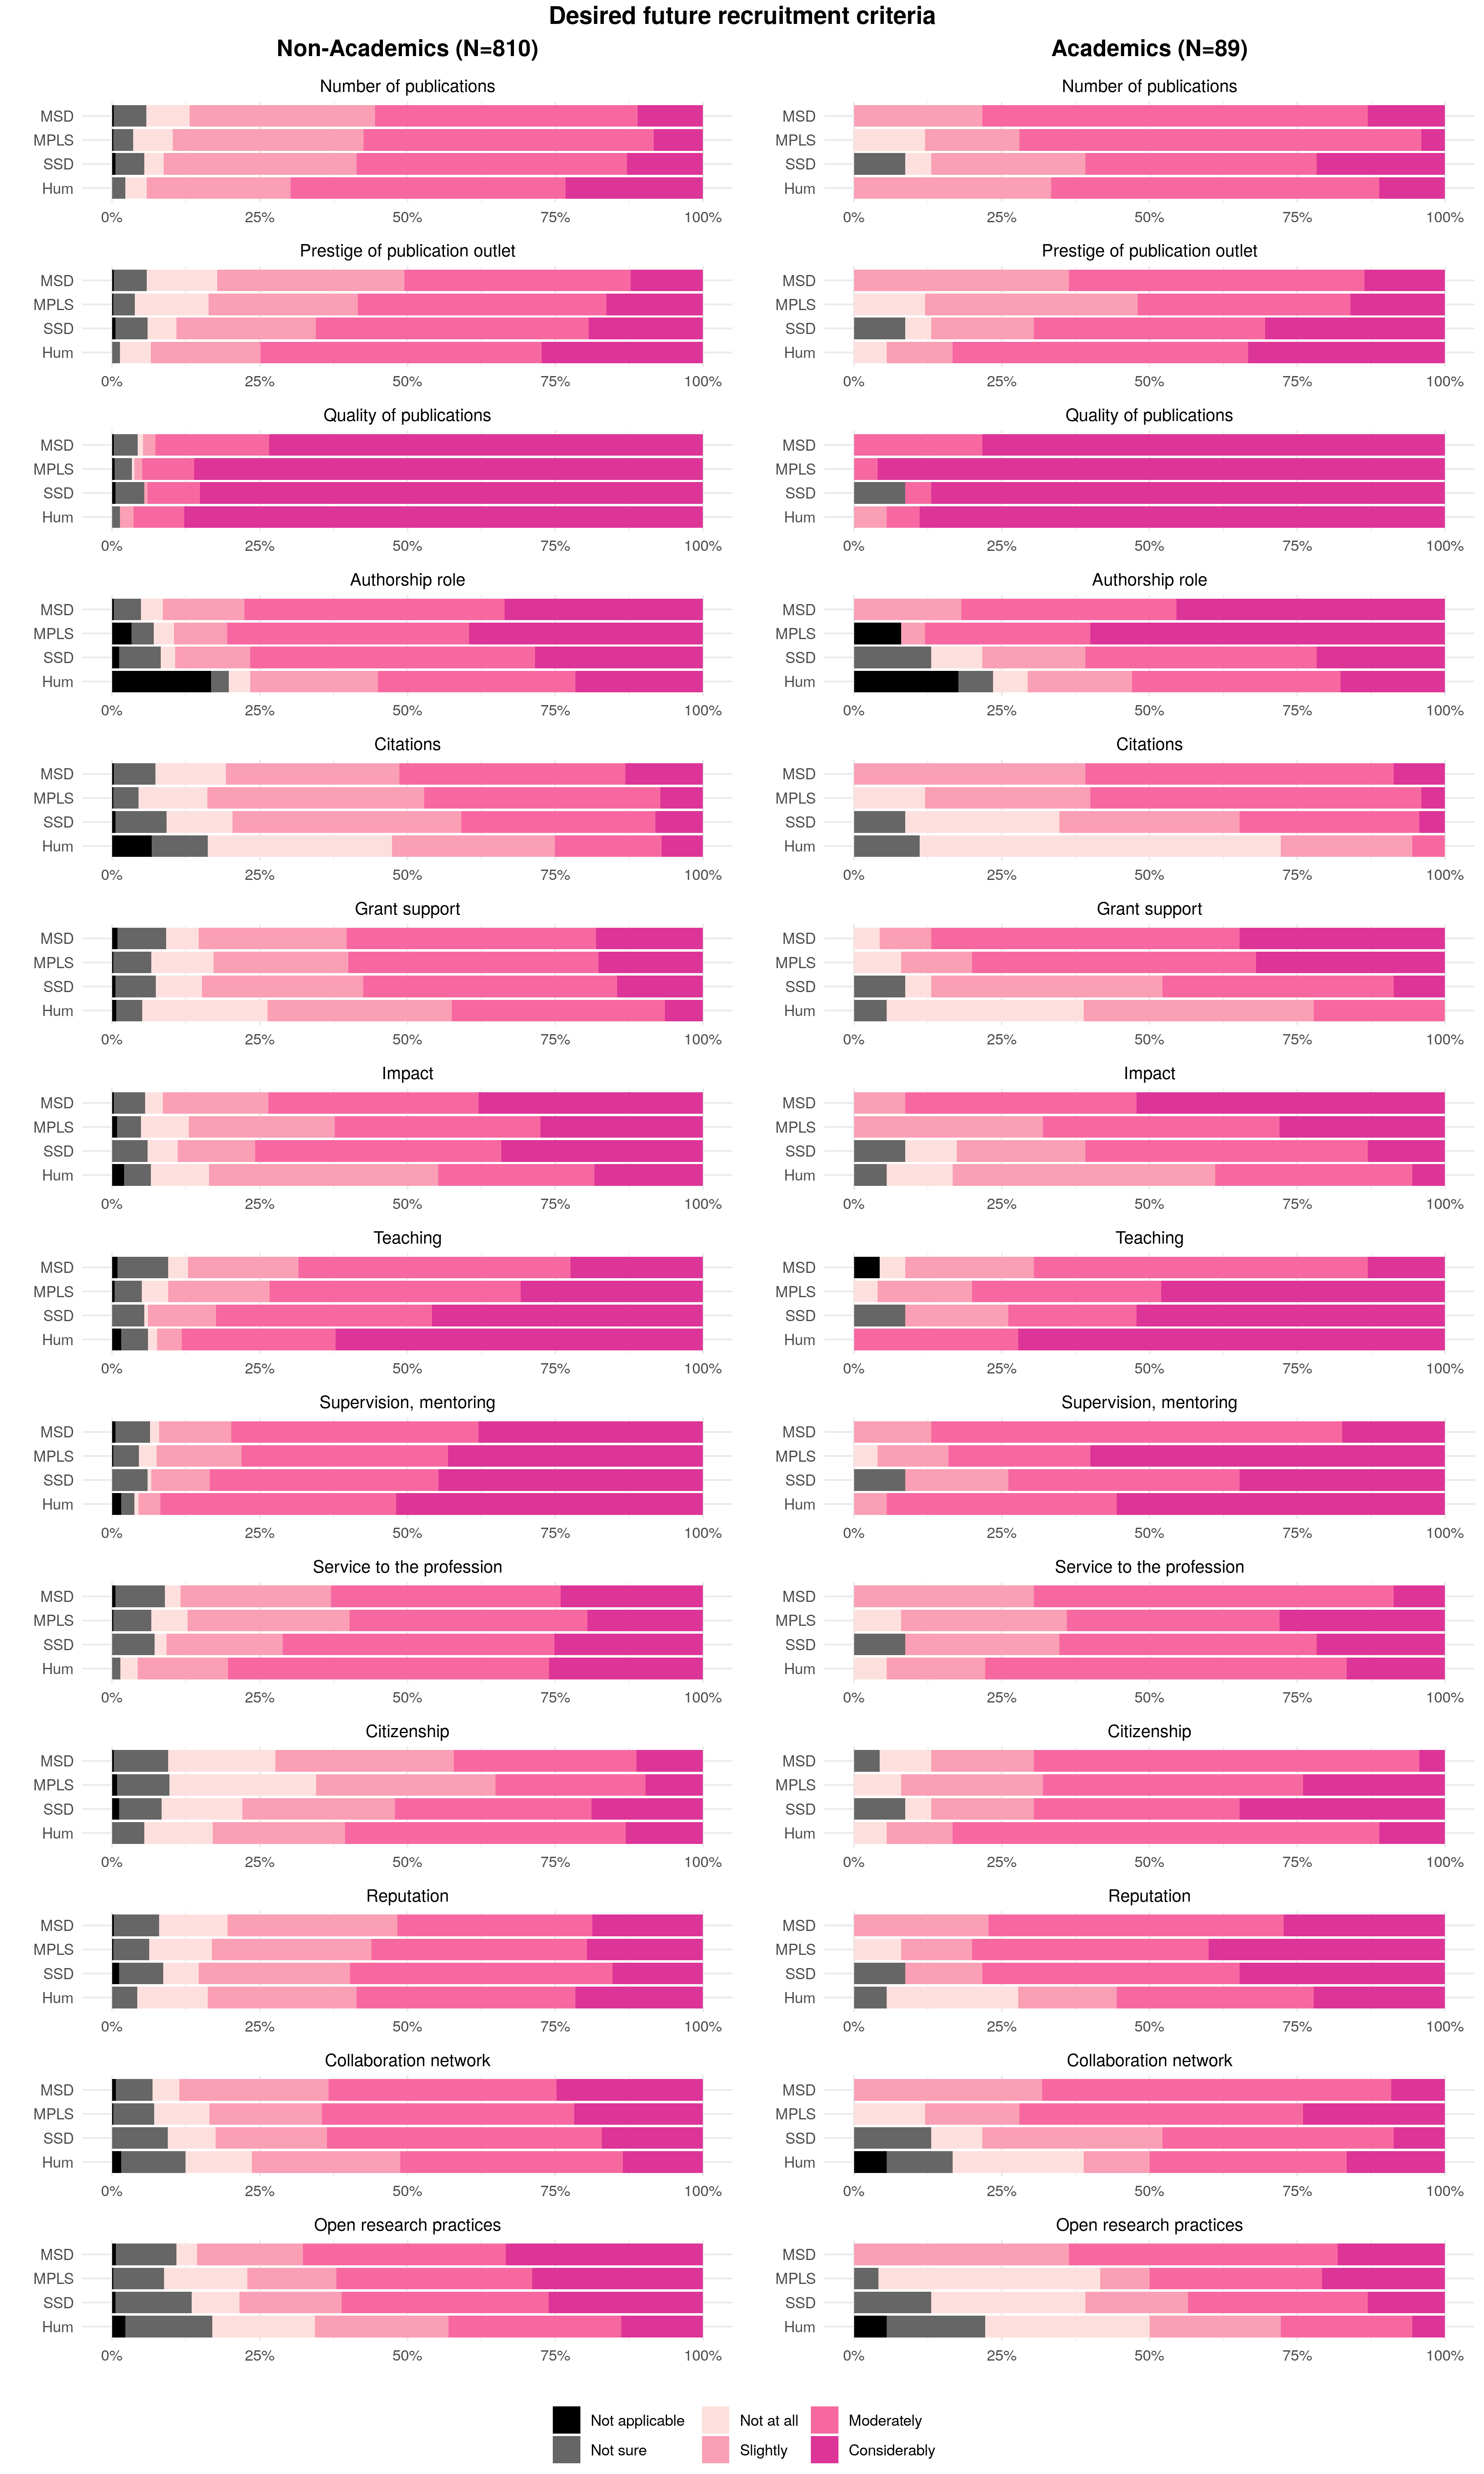 Desired future recruitment criteria
Non-Academics (N=810) Academics (N=89)
Number of publications Number of publications
MSD MSD
MPLS MPLS
SSD SSD
Hum Hum
0% 25% 50% 75% 100% 0% 25% 50% 75% 100%
Prestige of publication outlet Prestige of publication outlet
MSD MSD
MPLS MPLS
SSD SSD
Hum Hum
0% 25% 50% 75% 100% 0% 25% 50% 75% 100%
Quality of publications Quality of publications
MSD MSD
MPLS MPLS
SSD SSD
Hum Hum
0% 25% 50% 75% 100% 0% 25% 50% 75% 100%
Authorship role Authorship role
MSD MSD
MPLS MPLS
SSD SSD
Hum Hum
0% 25% 50% 75% 100% 0% 25% 50% 75% 100%
Citations Citations
MSD MSD
MPLS MPLS
SSD SSD
Hum Hum
0% 25% 50% 75% 100% 0% 25% 50% 75% 100%
Grant support Grant support
MSD MSD
MPLS MPLS
SSD SSD
Hum Hum
0% 25% 50% 75% 100% 0% 25% 50% 75% 100%
Impact Impact
MSD MSD
MPLS MPLS
SSD SSD
Hum Hum
0% 25% 50% 75% 100% 0% 25% 50% 75% 100%
Teaching Teaching
MSD MSD
MPLS MPLS
SSD SSD
Hum Hum
0% 25% 50% 75% 100% 0% 25% 50% 75% 100%
Supervision, mentoring Supervision, mentoring
MSD MSD
MPLS MPLS
SSD SSD
Hum Hum
0% 25% 50% 75% 100% 0% 25% 50% 75% 100%
Service to the profession Service to the profession
MSD MSD
MPLS MPLS
SSD SSD
Hum Hum
0% 25% 50% 75% 100% 0% 25% 50% 75% 100%
Citizenship Citizenship
MSD MSD
MPLS MPLS
SSD SSD
Hum Hum
0% 25% 50% 75% 100% 0% 25% 50% 75% 100%
Reputation Reputation
MSD MSD
MPLS MPLS
SSD SSD
Hum Hum
0% 25% 50% 75% 100% 0% 25% 50% 75% 100%
Collaboration network Collaboration network
MSD MSD
MPLS MPLS
SSD SSD
Hum Hum
0% 25% 50% 75% 100% 0% 25% 50% 75% 100%
Open research practices Open research practices
MSD MSD
MPLS MPLS
SSD SSD
Hum Hum
0% 25% 50% 75% 100% 0% 25% 50% 75% 100%
Not applicable Not at all Moderately
Not sure Slightly Considerably